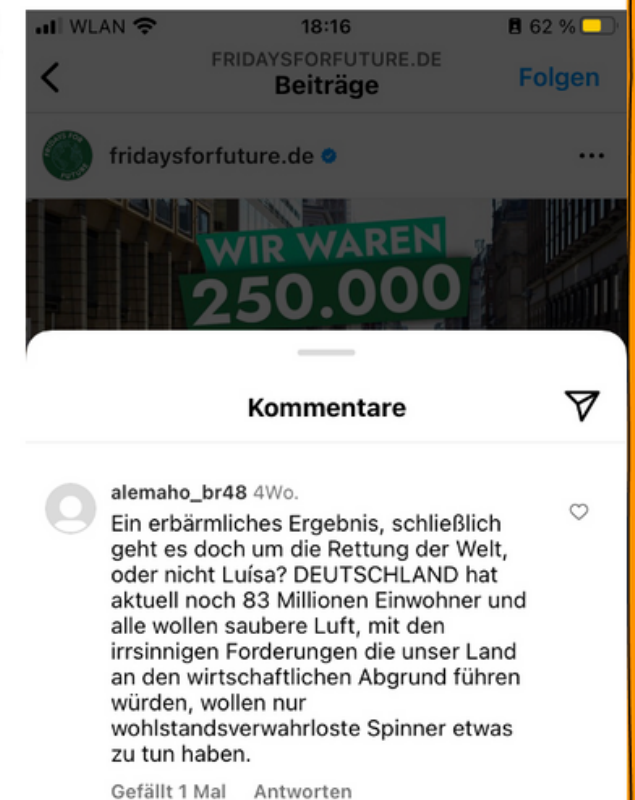 WLAN 18:16 62 %
FRIDAYSFORFUTURE.DE
Beiträge
Folgen
FRIDAYS FOR FUTURE
fridaysforfuture.de
WIR WAREN
250.000
Kommentare
alemaho_br48 4Wo.
Ein erbärmliches Ergebnis, schließlich
geht es doch um die Rettung der Welt,
oder nicht Luísa? DEUTSCHLAND hat
aktuell noch 83 Millionen Einwohner und
alle wollen saubere Luft, mit den
irrsinnigen Forderungen die unser Land
an den wirtschaftlichen Abgrund führen
würden, wollen nur
wohlstandsverwahrloste Spinner etwas
zu tun haben.
Gefällt 1 Mal Antworten